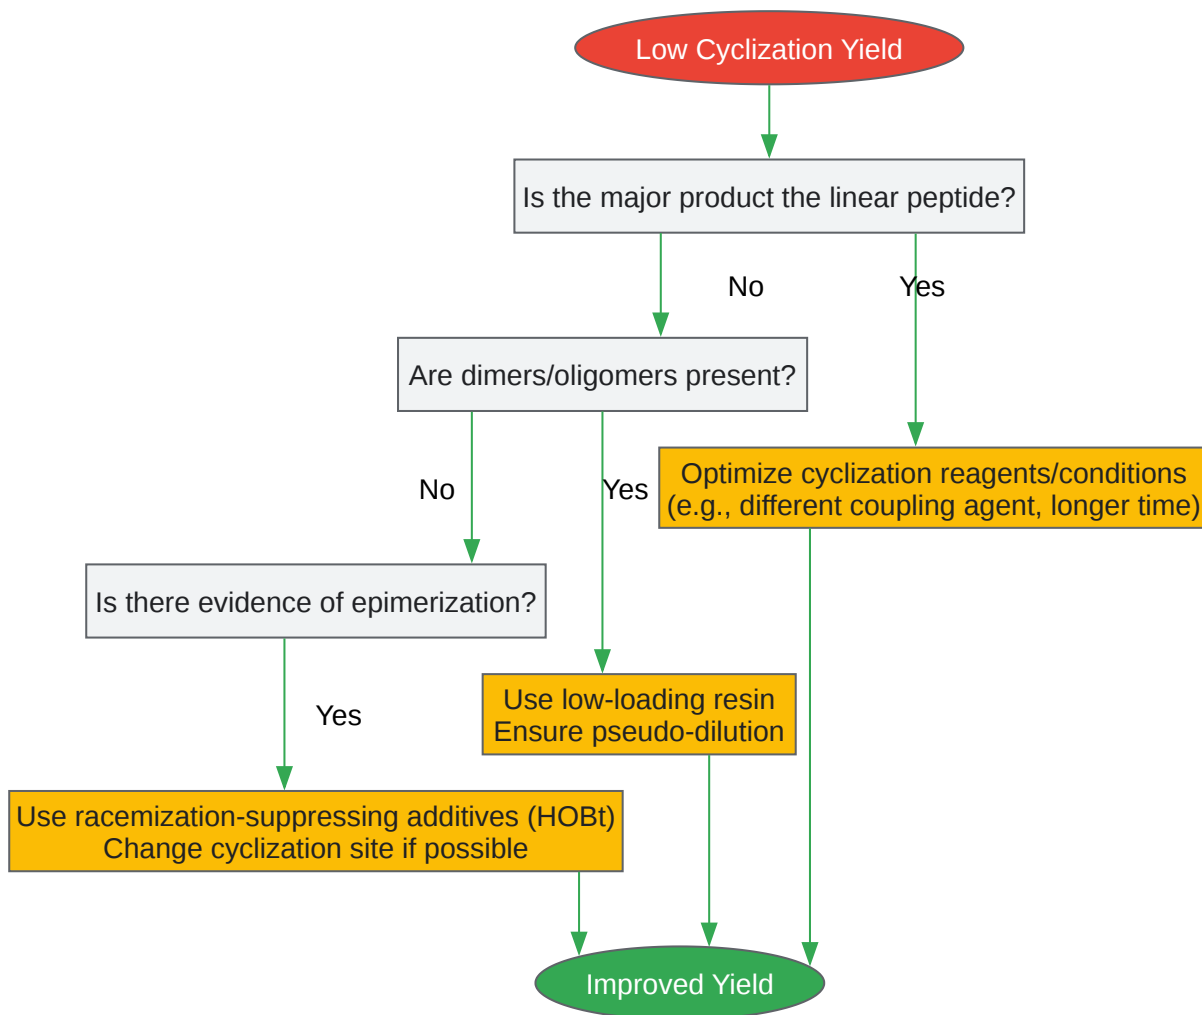 Low Cyclization Yield
Is the major product the linear peptide?
No
Yes
Are dimers/oligomers present?
Optimize cyclization reagents/conditions
(e.g., different coupling agent, longer time)
No
Yes
Is there evidence of epimerization?
Use low-loading resin
Ensure pseudo-dilution
Yes
Use racemization-suppressing additives (HOBt)
Change cyclization site if possible
Improved Yield